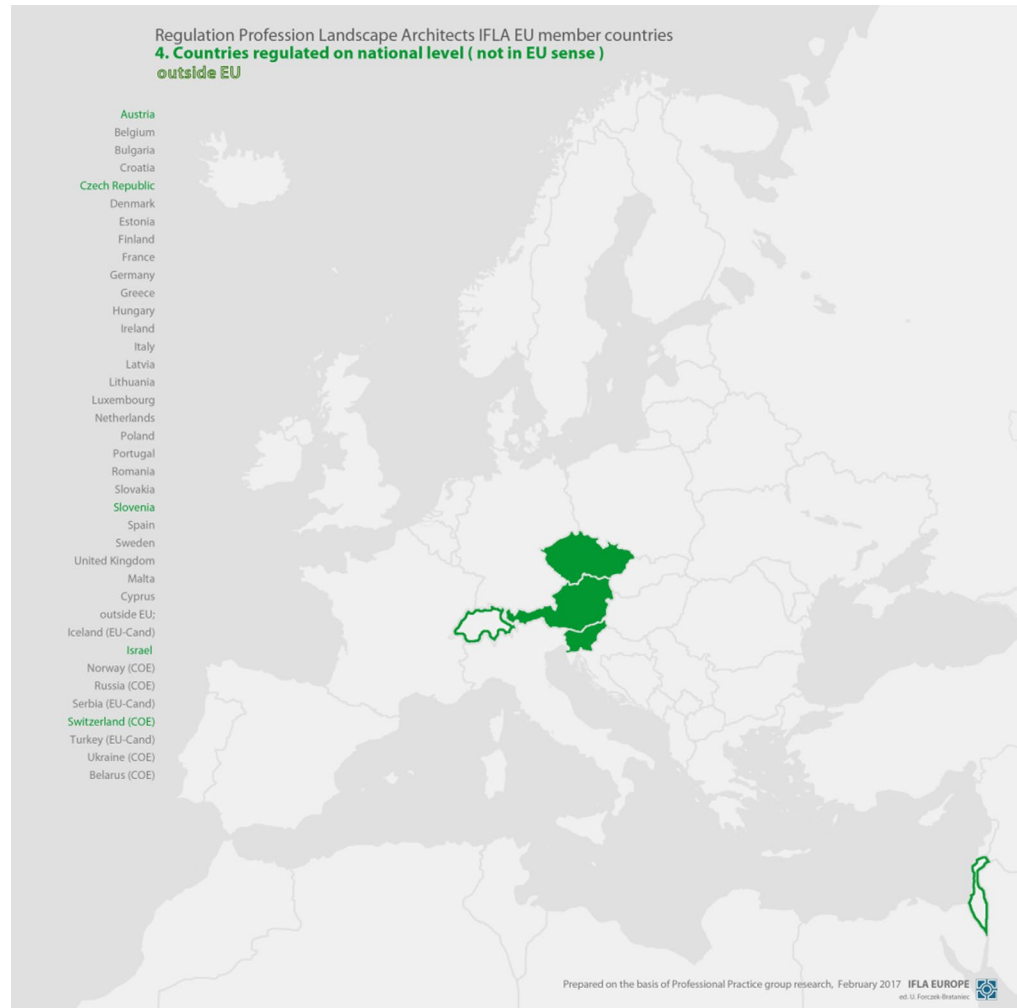 Regulation Profession Landscape Architects IFLA EU member countries
4. Countries regulated on national level ( not in EU sense )
outside EU
Austria
Belgium
Bulgaria
Croatia
Czech Republic
Denmark
Estonia
Finland
France
Germany
Greece
Hungary
Ireland
Italy
Latvia
Lithuania
Luxembourg
Netherlands
Poland
Portugal
Romania
Slovakia
Slovenia
Spain
Sweden
United Kingdom
Malta
Cyprus
outside EU;
Iceland (EU-Cand)
Israel
Norway (COE)
Russia (COE)
Serbia (EU-Cand)
Switzerland (COE)
Turkey (EU-Cand)
Ukraine (COE)
Belarus (COE)
Prepared on the basis of Professional Practice group research, February 2017 IFLA EUROPE
ed. U. Forczek-Brataniec